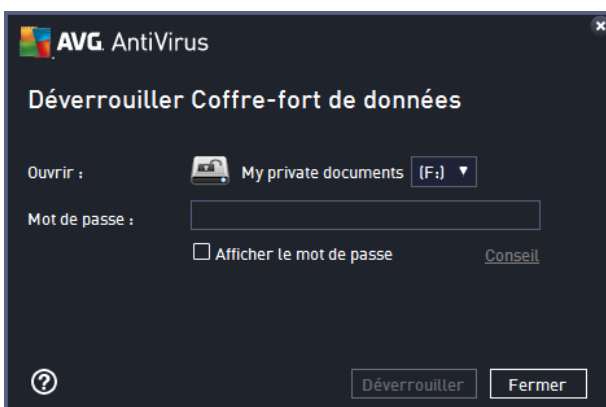 AVG AntiVirus
Déverrouiller Coffre-fort de données
Ouvrir : My private documents (F:)
Mot de passe :
Afficher le mot de passe Conseil
Déverrouiller Fermer